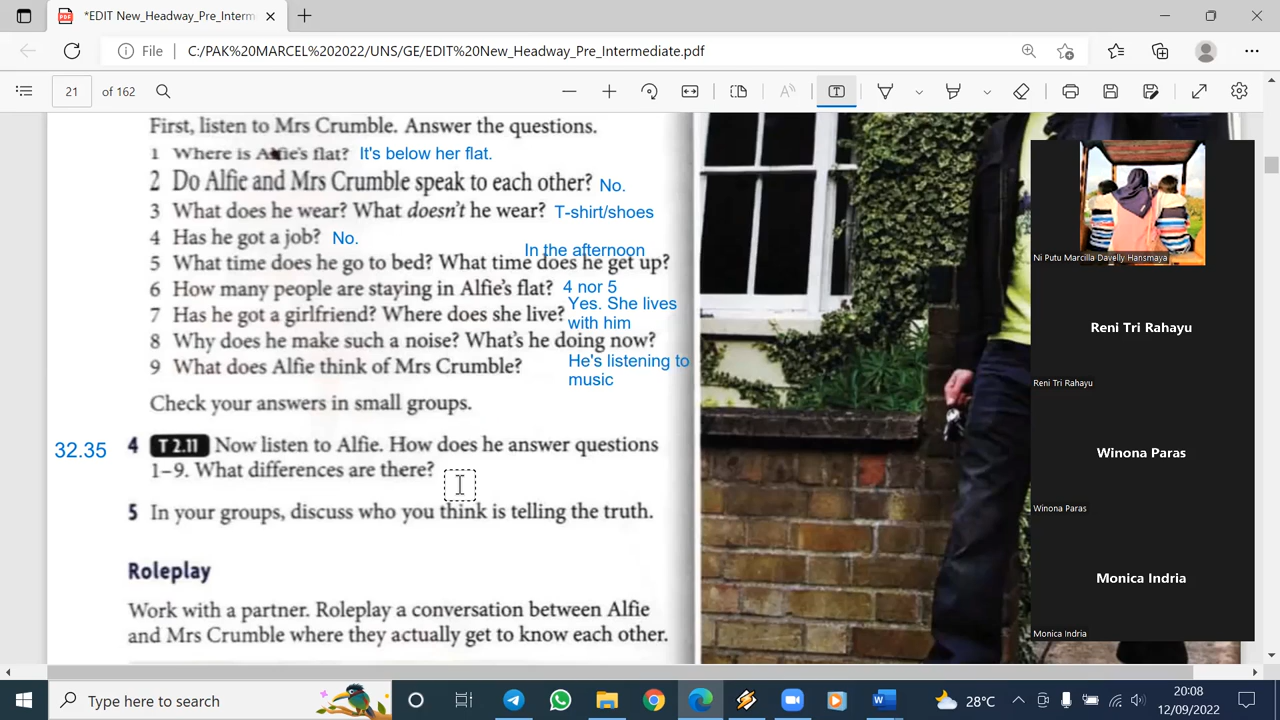 *EDIT New_Headway_Pre_Intermed
File
C:/PAK%20MARCEL%202022/UNS/GE/EDIT%20New_Headway_Pre_Intermediate.pdf
21 of 162
First, listen to Mrs Crumble. Answer the questions.
1 Where is Alfie's flat? It's below her flat.
2 Do Alfie and Mrs Crumble speak to each other? No.
3 What does he wear? What doesn't he wear? T-shirt/shoes
4 Has he got a job? No.
In the afternoon
5 What time does he go to bed? What time does he get up?
6 How many people are staying in Alfie's flat? 4 nor 5
7 Has he got a girlfriend? Where does she live? Yes. She lives
with him
8 Why does he make such a noise? What's he doing now?
He's listening to
music
9 What does Alfie think of Mrs Crumble?
Check your answers in small groups.
32.35
4 T 2.11 Now listen to Alfie. How does he answer questions
1–9. What differences are there?
5 In your groups, discuss who you think is telling the truth.
Roleplay
Work with a partner. Roleplay a conversation between Alfie
and Mrs Crumble where they actually get to know each other.
Ni Putu Marcilla Davelly Hansmaya
Reni Tri Rahayu
Reni Tri Rahayu
Winona Paras
Winona Paras
Monica Indria
Monica Indria
Type here to search
28°C
20:08
12/09/2022